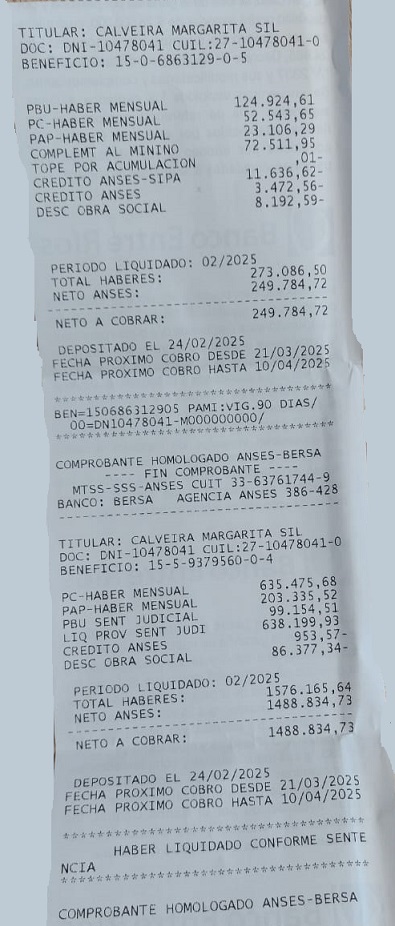 TITULAR: CALVEIRA MARGARITA SIL
DOC: DNI-10478041 CUIL:27-10478041-0
BENEFICIO: 15-0-6863129-0-5
PBU-HABER MENSUAL 124.924,61
PC-HABER MENSUAL 52.543,65
PAP-HABER MENSUAL 23.106,29
COMPLEMT AL MININO 72.511,95
TOPE POR ACUMULACION ,01-
CREDITO ANSES-SIPA 11.636,62-
CREDITO ANSES 3.472,56-
DESC OBRA SOCIAL 8.192,59-
PERIODO LIQUIDADO: 02/2025
TOTAL HABERES: 273.086,50
NETO ANSES: 249.784,72
--------------------------------
NETO A COBRAR: 249.784,72
DEPOSITADO EL 24/02/2025
FECHA PROXIMO COBRO DESDE 21/03/2025
FECHA PROXIMO COBRO HASTA 10/04/2025
***********************************
BEN=150686312905 PAMI:VIG.90 DIAS/
OO=DN10478041-M000000000/
***********************************
COMPROBANTE HOMOLOGADO ANSES-BERSA
---- FIN COMPROBANTE ----
MTSS-SSS-ANSES CUIT 33-63761744-9
BANCO: BERSA AGENCIA ANSES 386-428
-----------------------------------
TITULAR: CALVEIRA MARGARITA SIL
DOC: DNI-10478041 CUIL:27-10478041-0
BENEFICIO: 15-5-9379560-0-4
PC-HABER MENSUAL 635.475,68
PAP-HABER MENSUAL 203.335,52
PBU SENT JUDICIAL 99.154,51
LIQ PROV SENT JUDI 638.199,93
CREDITO ANSES 953,57-
DESC OBRA SOCIAL 86.377,34-
PERIODO LIQUIDADO: 02/2025
TOTAL HABERES: 1576.165,64
NETO ANSES: 1488.834,73
--------------------------------
NETO A COBRAR: 1488.834,73
DEPOSITADO EL 24/02/2025
FECHA PROXIMO COBRO DESDE 21/03/2025
FECHA PROXIMO COBRO HASTA 10/04/2025
***********************************
HABER LIQUIDADO CONFORME SENTE
NCIA
***********************************
COMPROBANTE HOMOLOGADO ANSES-BERSA